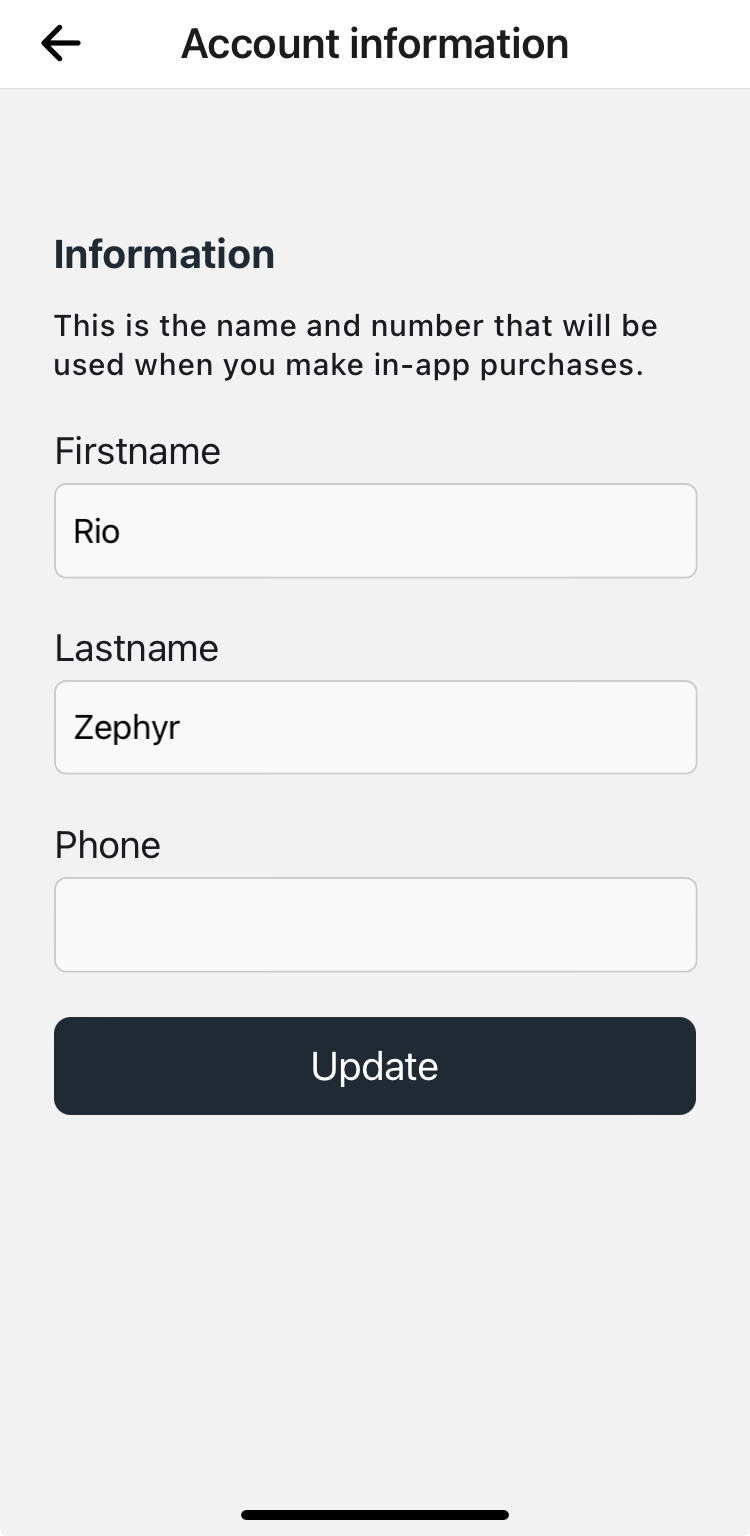 Account information
Information
This is the name and number that will be
used when you make in-app purchases.
Firstname
Rio
Lastname
Zephyr
Phone
Update